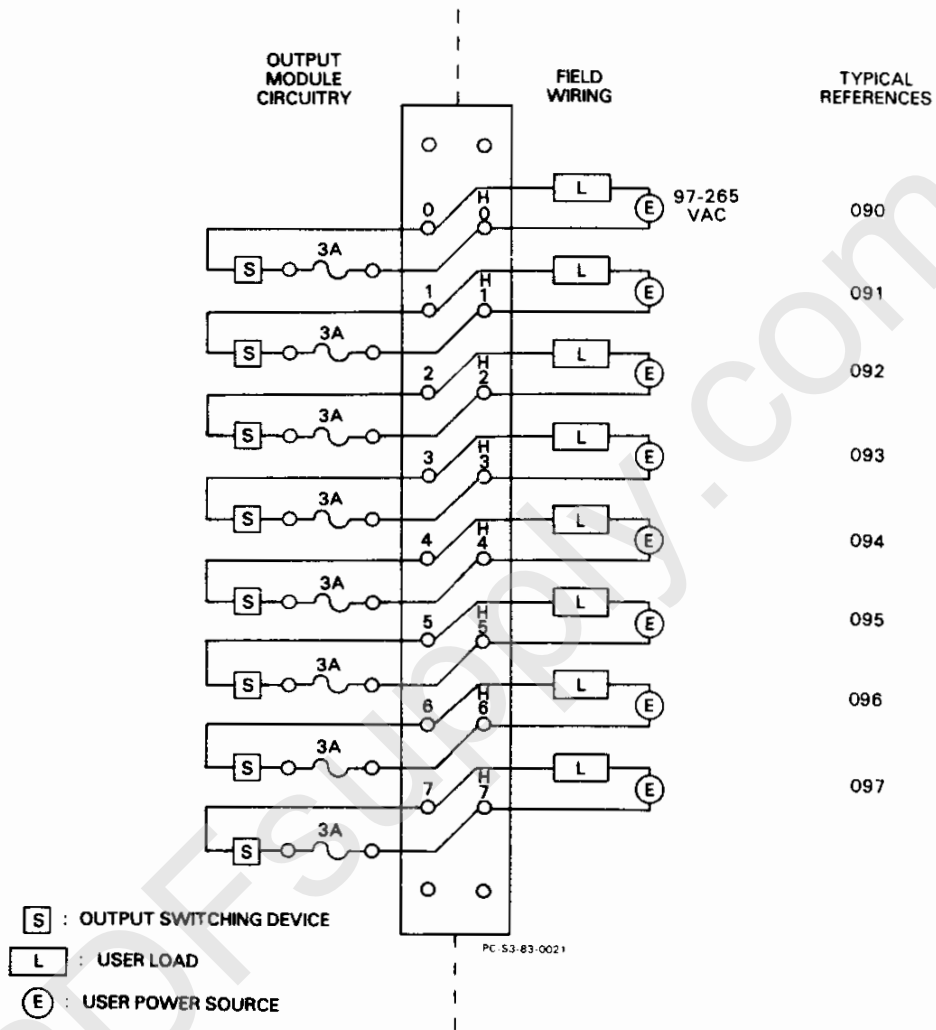 OUTPUT
MODULE
CIRCUITRY
FIELD
WIRING
TYPICAL
REFERENCES
0
H
0
L
E
97-265
VAC
090
S
3A
1
H
1
L
E
091
S
3A
2
H
2
L
E
092
S
3A
3
H
3
L
E
093
S
3A
4
H
4
L
E
094
S
3A
5
H
5
L
E
095
S
3A
6
H
6
L
E
096
S
3A
7
H
7
L
E
097
S
3A
S : OUTPUT SWITCHING DEVICE
PC-S3-83-0021
L : USER LOAD
E : USER POWER SOURCE
PDFsupply.com